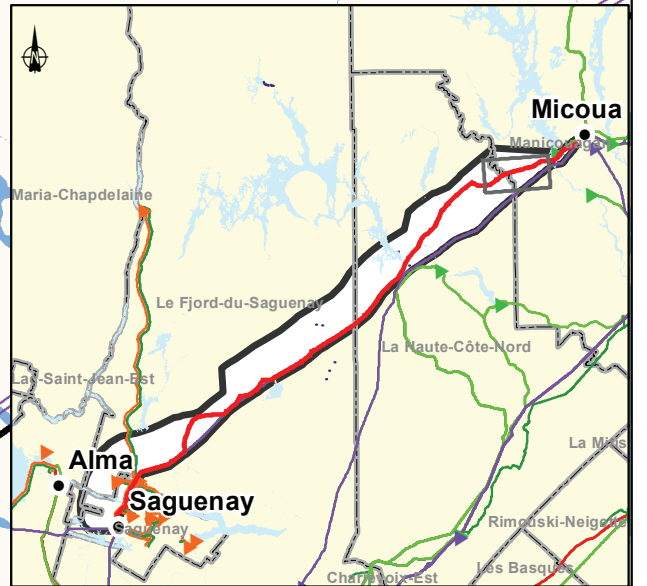 Micoua
Manicouagan
Maria-Chapdelaine
Le Fjord-du-Saguenay
La Haute-Côte-Nord
Lac-Saint-Jean-Est
La Mitis
Alma
Saguenay
Saguenay
Rimouski-Neigette
Les Basques
Charlevoix-Est